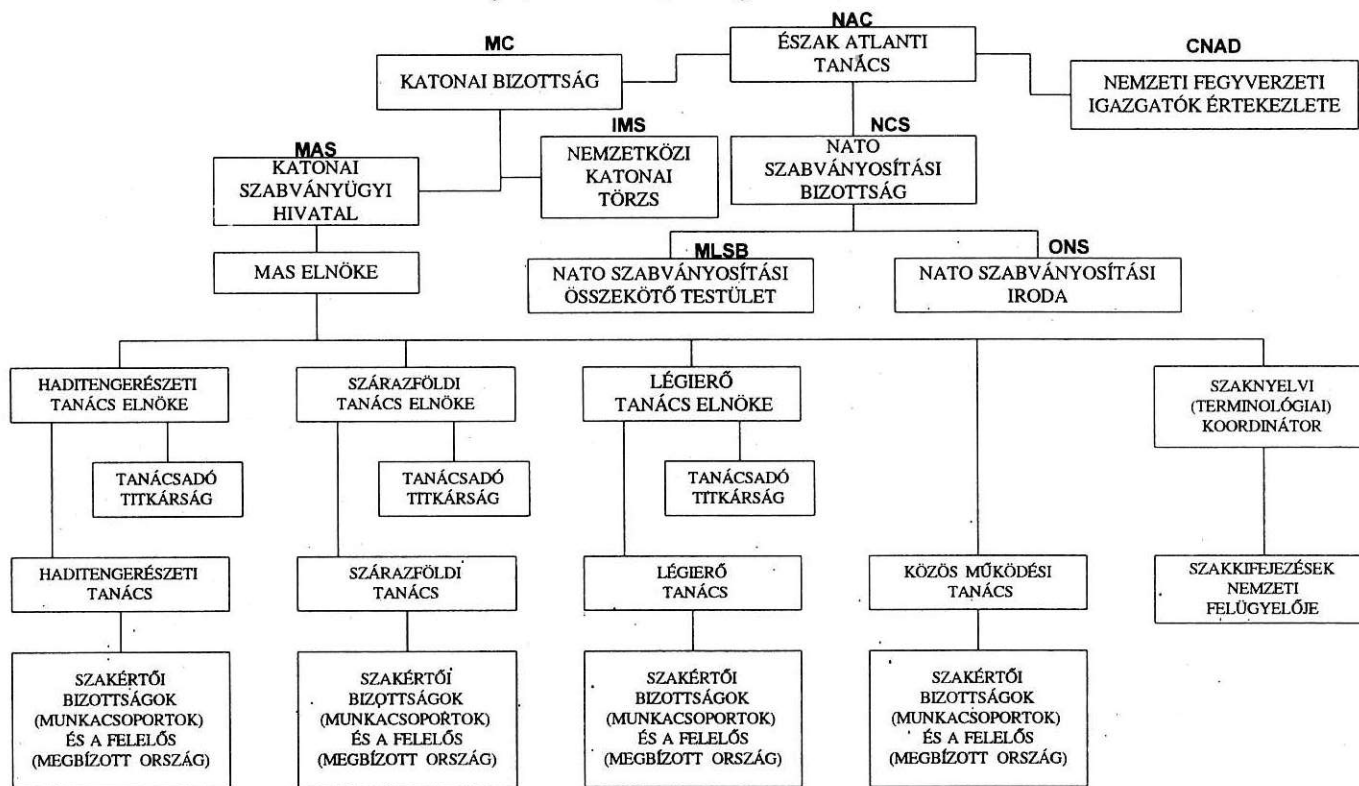 NAC
ÉSZAK ATLANTI
TANÁCS
MC
KATONAI BIZOTTSÁG
CNAD
NEMZETI FEGYVERZETI
IGAZGATÓK ÉRTEKEZLETE
IMS
NEMZETKÖZI
KATONAI
TÖRZS
NCS
NATO
SZABVÁNYOSÍTÁSI
BIZOTTSÁG
MAS
KATONAI
SZABVÁNYÜGYI
HIVATAL
MAS ELNÖKE
MLSB
NATO SZABVÁNYOSÍTÁSI
ÖSSZEKÖTŐ TESTÜLET
ONS
NATO SZABVÁNYOSÍTÁSI
IRODA
HADITENGERÉSZETI
TANÁCS ELNÖKE
SZÁRAZFÖLDI
TANÁCS ELNÖKE
LÉGIERŐ
TANÁCS ELNÖKE
SZAKNYELVI
(TERMINOLÓGIAI)
KOORDINÁTOR
TANÁCSADÓ
TITKÁRSÁG
TANÁCSADÓ
TITKÁRSÁG
TANÁCSADÓ
TITKÁRSÁG
HADITENGERÉSZETI
TANÁCS
SZÁRAZFÖLDI
TANÁCS
LÉGIERŐ
TANÁCS
KÖZÖS MŰKÖDÉSI
TANÁCS
SZAKKIFEJEZÉSEK
NEMZETI
FELÜGYELŐJE
SZAKÉRTŐI
BIZOTTSÁGOK
(MUNKACSOPORTOK)
ÉS A FELELŐS
(MEGBÍZOTT ORSZÁG)
SZAKÉRTŐI
BIZOTTSÁGOK
(MUNKACSOPORTOK)
ÉS A FELELŐS
(MEGBÍZOTT ORSZÁG)
SZAKÉRTŐI
BIZOTTSÁGOK
(MUNKACSOPORTOK)
ÉS A FELELŐS
(MEGBÍZOTT ORSZÁG)
SZAKÉRTŐI
BIZOTTSÁGOK
(MUNKACSOPORTOK)
ÉS A FELELŐS
(MEGBÍZOTT ORSZÁG)